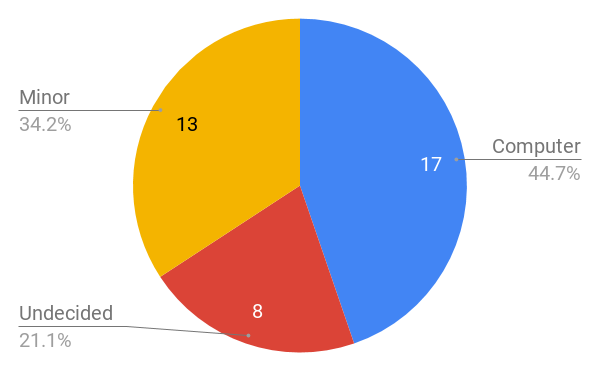 Minor
34.2%
13
Computer
44.7%
17
Undecided
21.1%
8